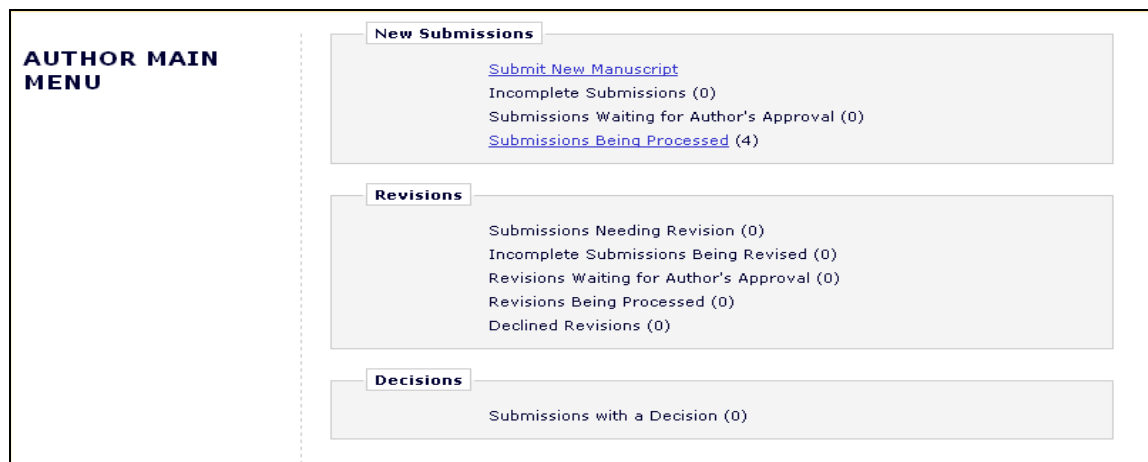 AUTHOR MAIN
MENU
New Submissions
Submit New Manuscript
Incomplete Submissions (0)
Submissions Waiting for Author's Approval (0)
Submissions Being Processed (4)
Revisions
Submissions Needing Revision (0)
Incomplete Submissions Being Revised (0)
Revisions Waiting for Author's Approval (0)
Revisions Being Processed (0)
Declined Revisions (0)
Decisions
Submissions with a Decision (0)